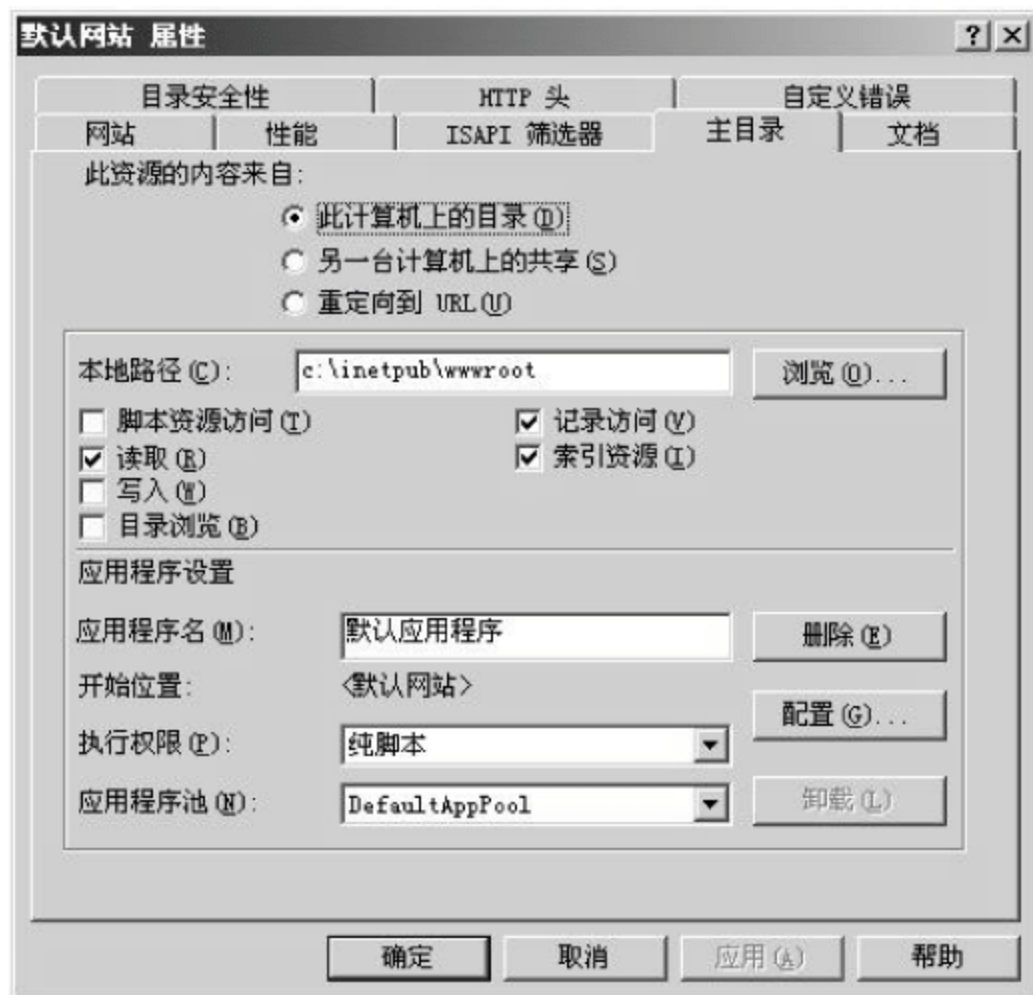 默认网站 属性
目录安全性 HTTP 头 自定义错误
网站 性能 ISAPI 筛选器 主目录 文档
此资源的内容来自:
此计算机上的目录(D)
另一台计算机上的共享(S)
重定向到 URL(U)
本地路径(C): c:\inetpub\wwwroot 浏览(O)...
脚本资源访问(T) 记录访问(V)
读取(R) 索引资源(I)
写入(W)
目录浏览(B)
应用程序设置
应用程序名(M): 默认应用程序 删除(E)
开始位置: <默认网站>
配置(G)...
执行权限(P): 纯脚本
应用程序池(N): DefaultAppPool 卸载(L)
确定 取消 应用(A) 帮助